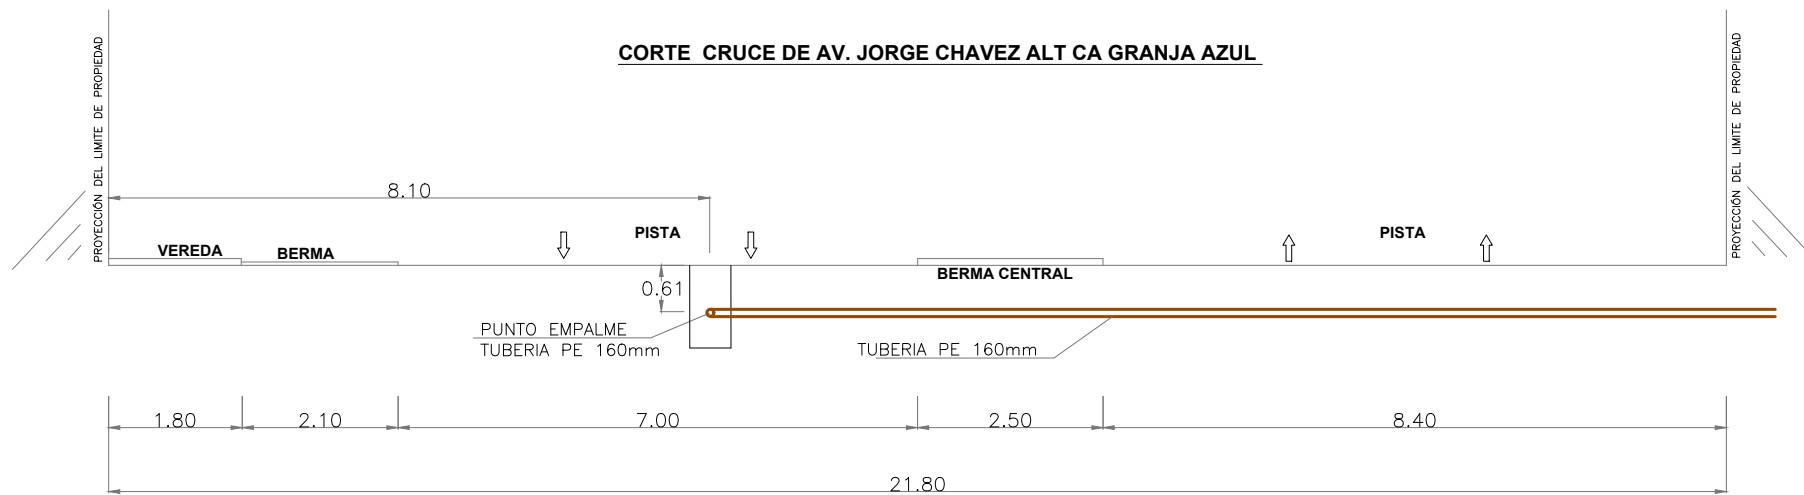 CORTE CRUCE DE AV. JORGE CHAVEZ ALT CA GRANJA AZUL
PROYECCIÓN DEL LIMITE DE PROPIEDAD
PROYECCIÓN DEL LIMITE DE PROPIEDAD
8.10
VEREDA
BERMA
PISTA
PISTA
BERMA CENTRAL
0.61
PUNTO EMPALME
TUBERIA PE 160mm
TUBERIA PE 160mm
1.80
2.10
7.00
2.50
8.40
21.80